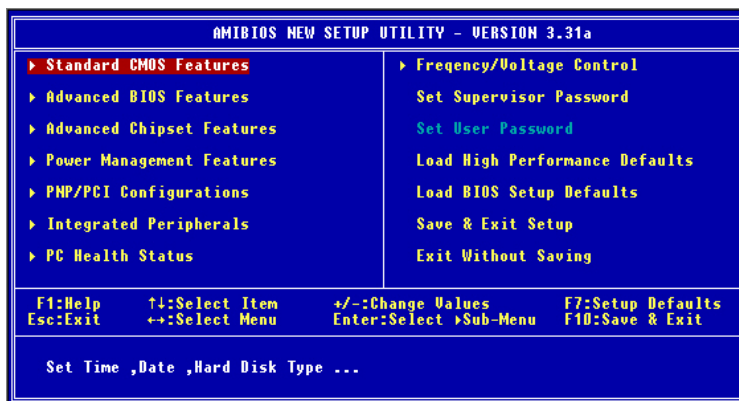 AMIBIOS NEW SETUP UTILITY - VERSION 3.31a
▸ Standard CMOS Features
▸ Advanced BIOS Features
▸ Advanced Chipset Features
▸ Power Management Features
▸ PNP/PCI Configurations
▸ Integrated Peripherals
▸ PC Health Status
▸ Freqency/Voltage Control
Set Supervisor Password
Set User Password
Load High Performance Defaults
Load BIOS Setup Defaults
Save & Exit Setup
Exit Without Saving
F1:Help ↑↓:Select Item +/-:Change Values F7:Setup Defaults
Esc:Exit ←→:Select Menu Enter:Select ▸Sub-Menu F10:Save & Exit
Set Time ,Date ,Hard Disk Type ...